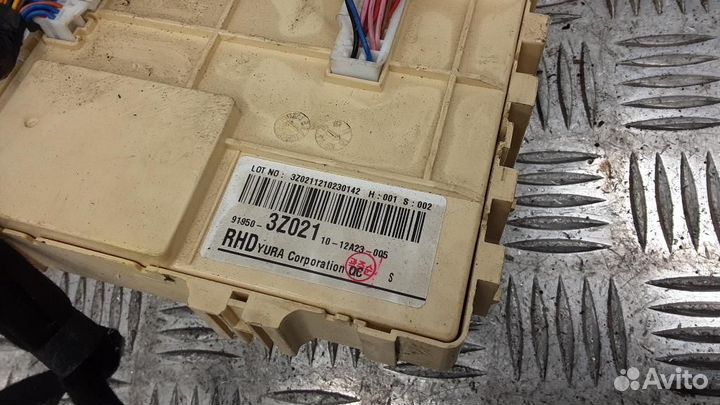 LOT NO : 3Z0211210230142 H:001 S:002
91950- 3Z021 10-12A23-005
RHD YURA Corporation QC S
Avito